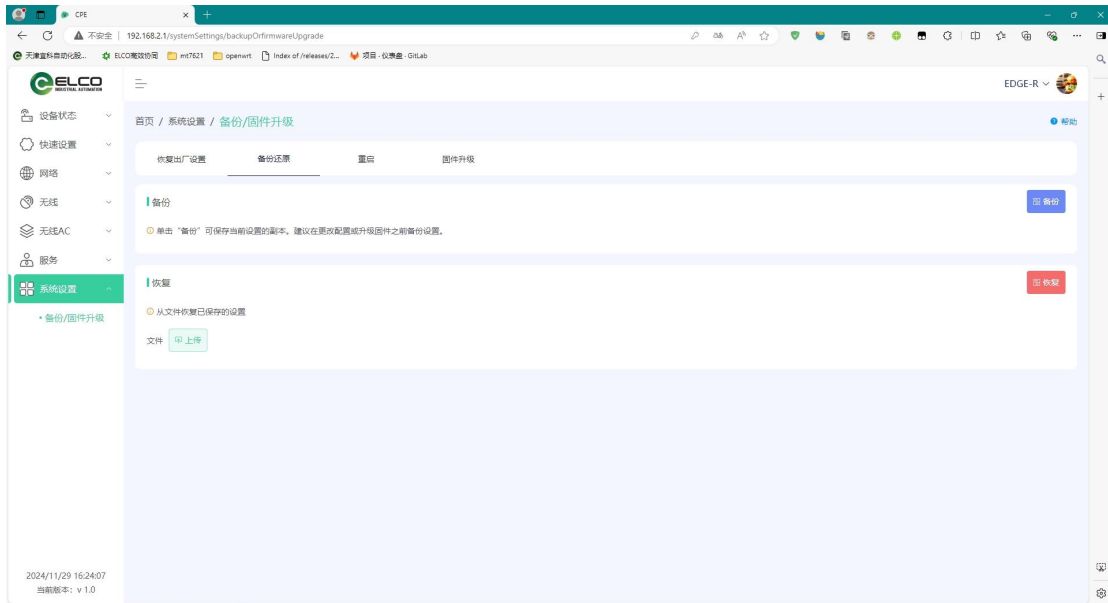 CPE
不安全 | 192.168.2.1/systemSettings/backupOrfirmwareUpgrade
天津宜科自动化股... ELCO高效协同 mt7621 openwrt Index of /releases/2... 项目 · 仪表盘 · GitLab
ELCO
INDUSTRIAL AUTOMATION
EDGE-R
设备状态
快速设置
网络
无线
无线AC
服务
系统设置
• 备份/固件升级
2024/11/29 16:24:07
当前版本：v 1.0
首页 / 系统设置 / 备份/固件升级
帮助
恢复出厂设置 备份还原 重启 固件升级
备份
备份
单击“备份”可保存当前设置的副本。建议在更改配置或升级固件之前备份设置。
恢复
恢复
从文件恢复已保存的设置
文件 上传